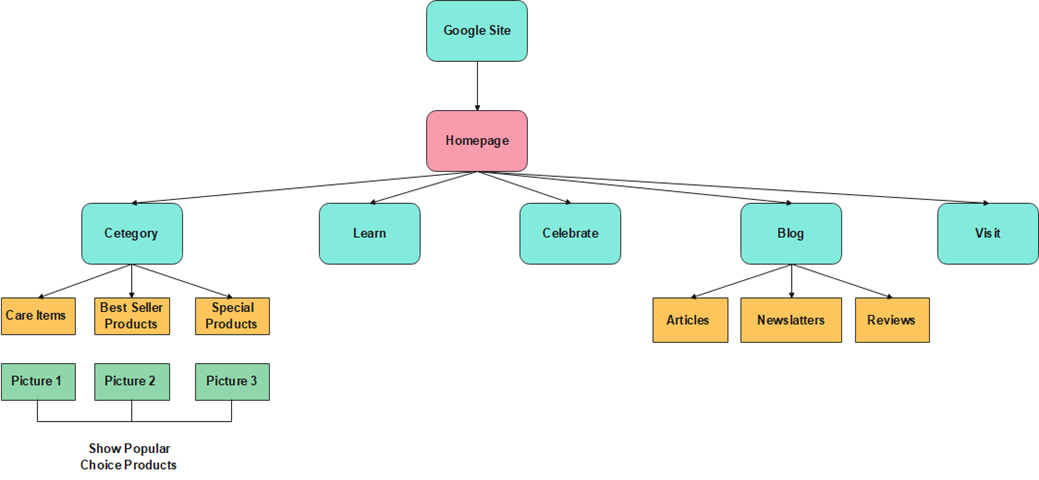 Google Site
Homepage
Cetegory
Learn
Celebrate
Blog
Visit
Care Items
Best Seller
Products
Special
Products
Articles
Newslatters
Reviews
Picture 1
Picture 2
Picture 3
Show Popular
Choice Products